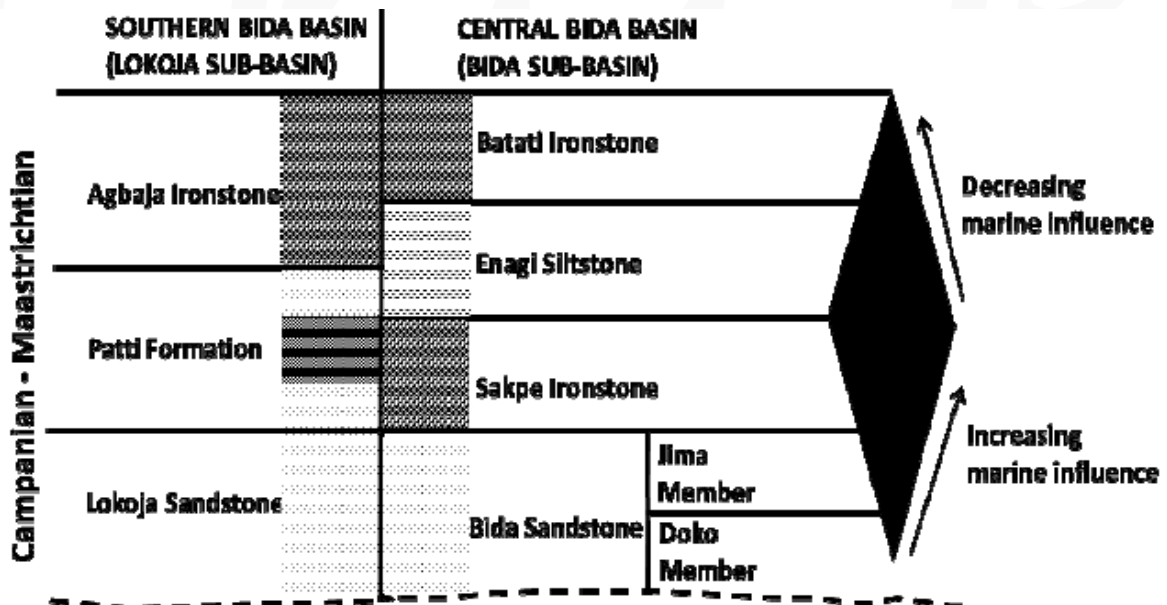 SOUTHERN BIDA BASIN
(LOKOJA SUB-BASIN)
CENTRAL BIDA BASIN
(BIDA SUB-BASIN)
Campanian - Maastrichtian
Agbaja Ironstone
Patti Formation
Lokoja Sandstone
Batati Ironstone
Enagi Siltstone
Sakpe Ironstone
Bida Sandstone
Jima
Member
Doko
Member
Decreasing
marine influence
Increasing
marine influence